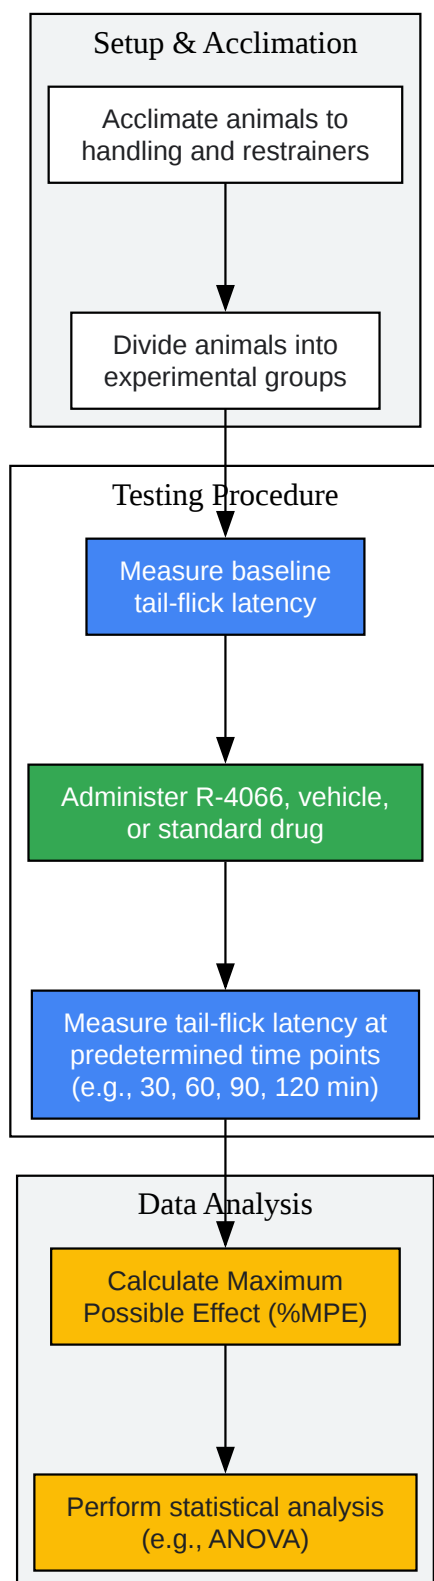 Setup & Acclimation
Acclimate animals to
handling and restrainers
Divide animals into
experimental groups
Testing Procedure
Measure baseline
tail-flick latency
Administer R-4066, vehicle,
or standard drug
Measure tail-flick latency at
predetermined time points
(e.g., 30, 60, 90, 120 min)
Data Analysis
Calculate Maximum
Possible Effect (%MPE)
Perform statistical analysis
(e.g., ANOVA)